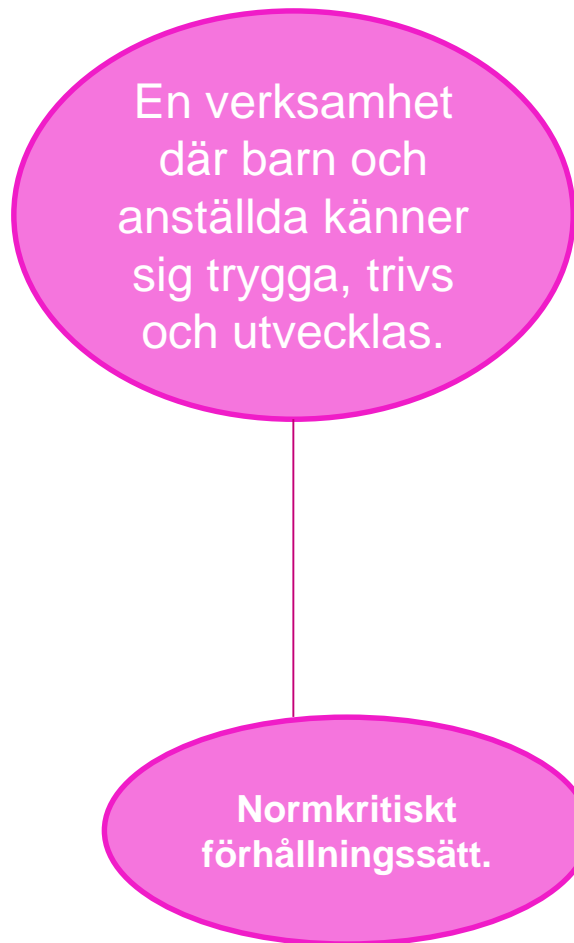 En verksamhet
där barn och
anställda känner
sig trygga, trivs
och utvecklas.
Normkritiskt
förhållningssätt.